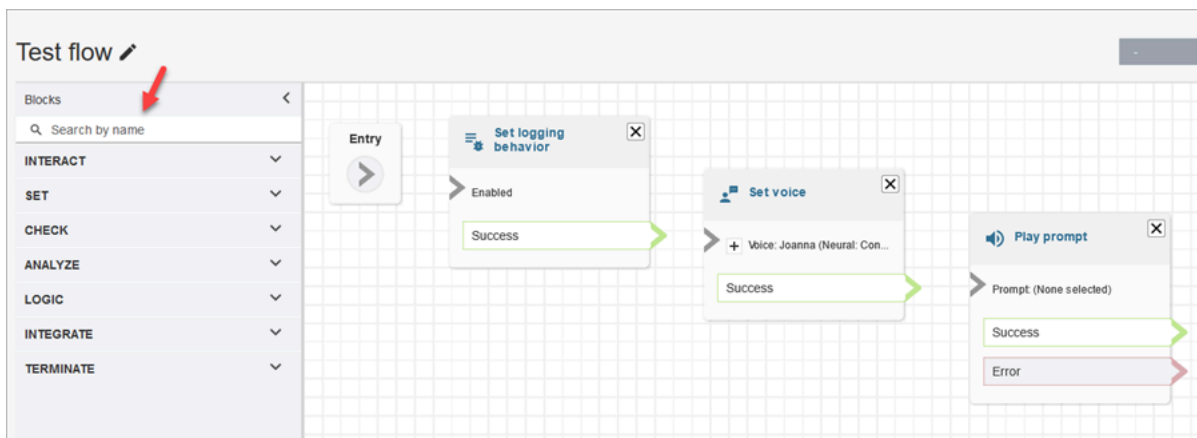 Test flow
-
Blocks
Search by name
INTERACT
SET
CHECK
ANALYZE
LOGIC
INTEGRATE
TERMINATE
Entry
Set logging
behavior
Enabled
Success
Set voice
Voice: Joanna (Neural: Con...
Success
Play prompt
Prompt: (None selected)
Success
Error